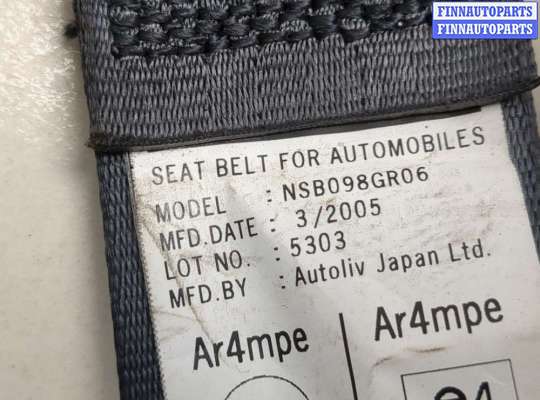 FINNAUTOPARTS
FINNAUTOPARTS
SEAT BELT FOR AUTOMOBILES
MODEL : NSB098GR06
MFD.DATE : 3/2005
LOT NO. : 5303
MFD.BY : Autoliv Japan Ltd.
Ar4mpe
Ar4mpe